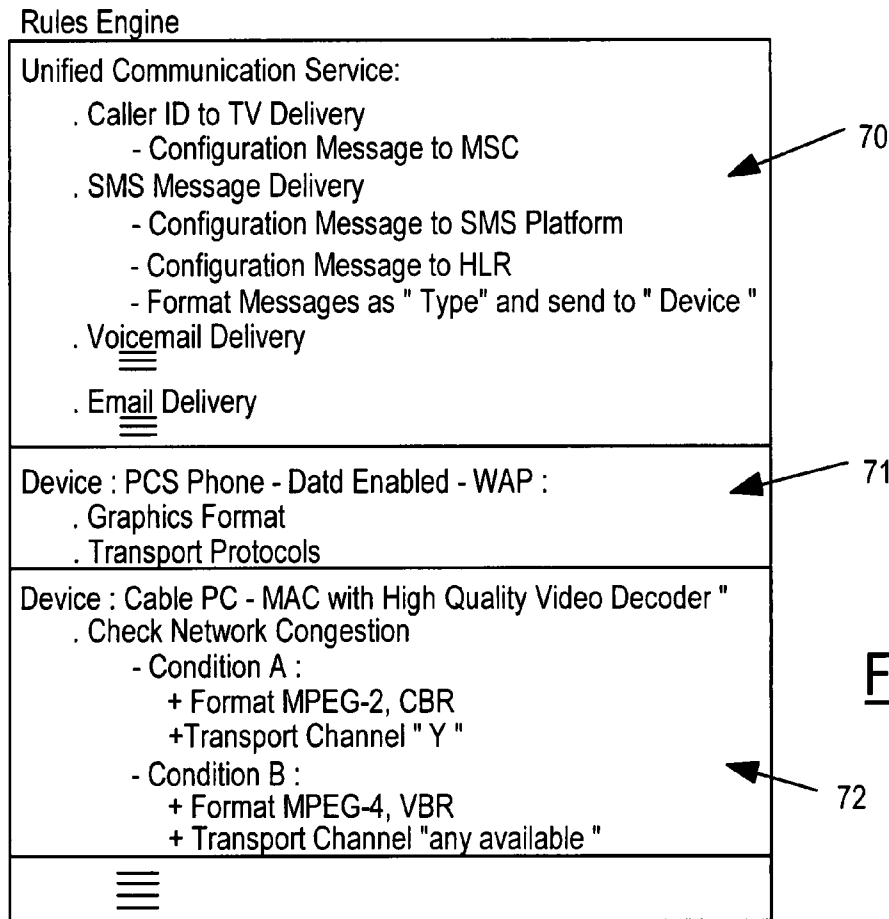 Rules Engine
Unified Communication Service:
. Caller ID to TV Delivery
- Configuration Message to MSC
70
. SMS Message Delivery
- Configuration Message to SMS Platform
- Configuration Message to HLR
- Format Messages as " Type" and send to " Device "
. Voicemail Delivery
. Email Delivery
Device : PCS Phone - Datd Enabled - WAP :
71
. Graphics Format
. Transport Protocols
Device : Cable PC - MAC with High Quality Video Decoder "
. Check Network Congestion
- Condition A :
+ Format MPEG-2, CBR
F
+Transport Channel " Y "
- Condition B :
72
+ Format MPEG-4, VBR
+ Transport Channel "any available "